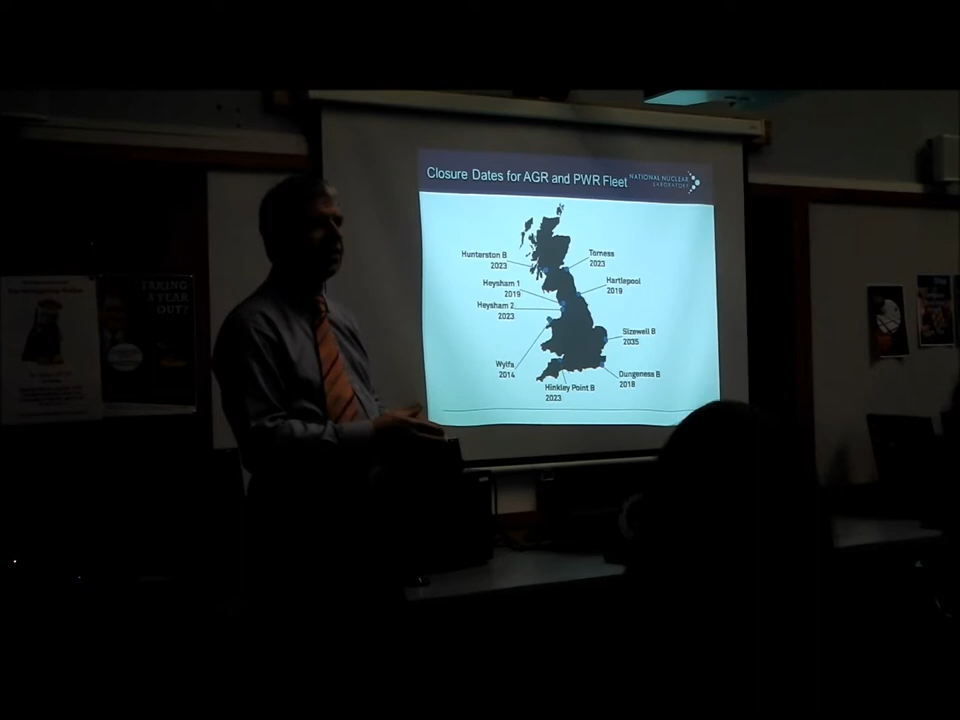 Closure Dates for AGR and PWR Fleet
NATIONAL NUCLEAR
LABORATORY
Hunterston B
2023
Torness
2023
Heysham 1
2019
Hartlepool
2019
Heysham 2
2023
Sizewell B
2035
Wylfa
2014
Dungeness B
2018
Hinkley Point B
2023
TAKING
A YEAR
OUT?